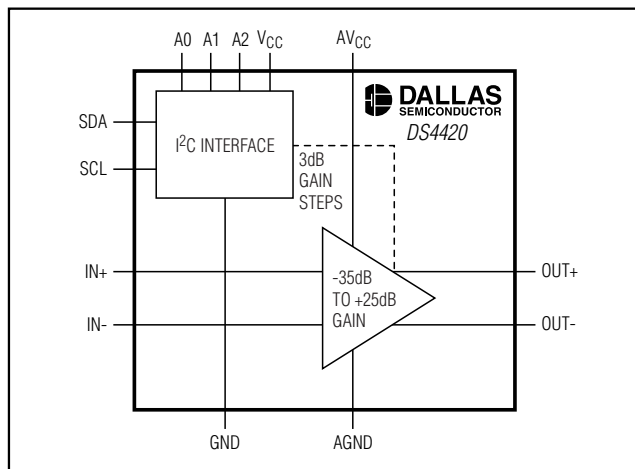 A0 A1 A2 VCC AVCC
DALLAS
SEMICONDUCTOR
DS4420
SDA
I2C INTERFACE
SCL
3dB
GAIN
STEPS
IN+
-35dB
TO +25dB
GAIN
OUT+
IN-
OUT-
GND AGND